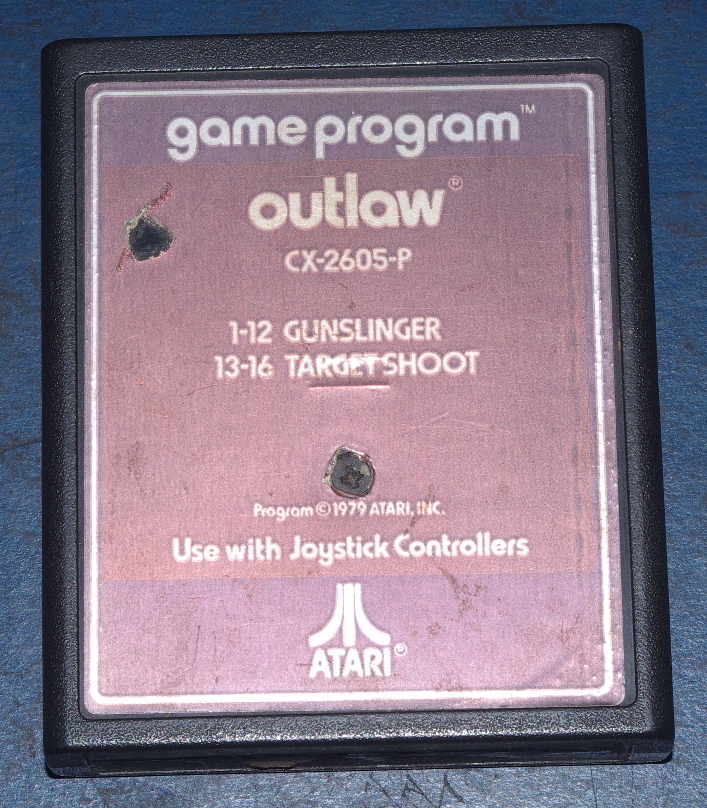 game program™
outlaw®
CX-2605-P
1-12 GUNSLINGER
13-16 TARGET SHOOT
Program ©1979 ATARI, INC.
Use with Joystick Controllers
ATARI®